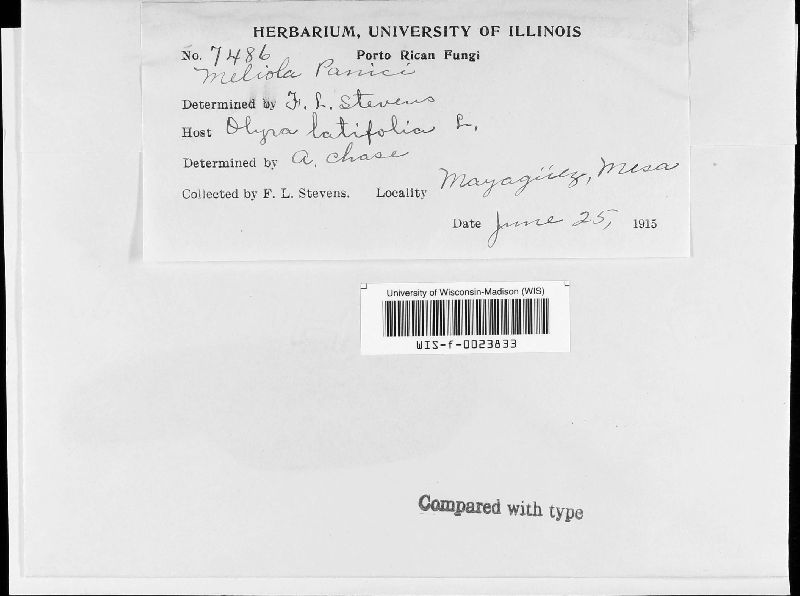 HERBARIUM, UNIVERSITY OF ILLINOIS
No. 7486 Porto Rican Fungi
Meliola Panici
Determined by F. L. Stevens
Host Olyra latifolia L.
Determined by A. Chase
Collected by F. L. Stevens. Locality Mayagüez, Mesa
Date June 25, 1915
University of Wisconsin-Madison (WIS)
WIS-f-0023833
Compared with type